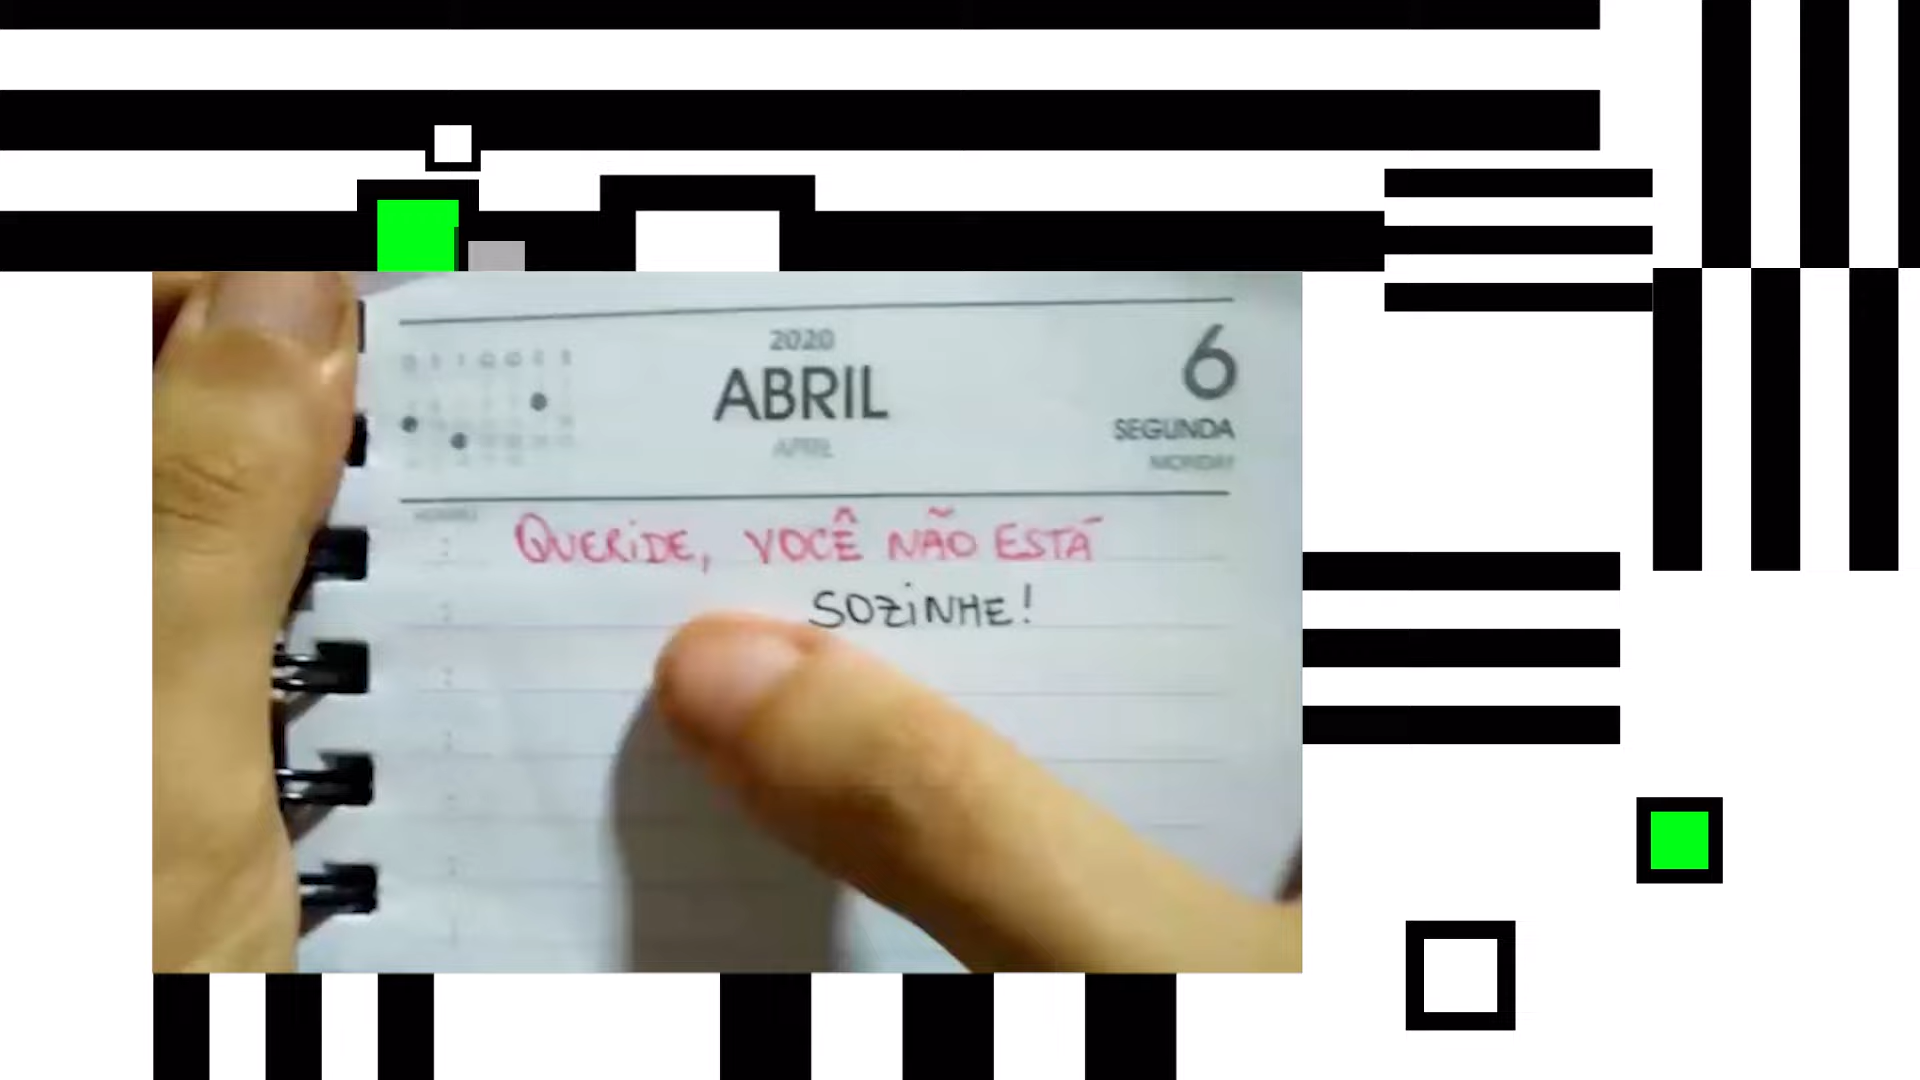 2020
ABRIL
APRIL
6
SEGUNDA
MONDAY
QUERiDE, VOCÊ NÃO ESTÁ
SOZiNHE!